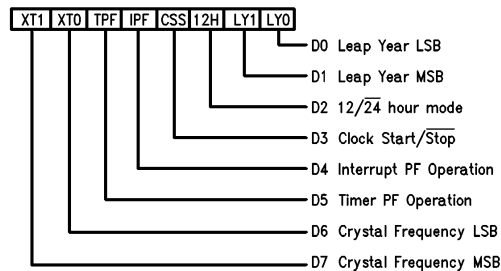 XT1 XT0 TPF IPF CSS 12H LY1 LY0
D0 Leap Year LSB
D1 Leap Year MSB
D2 12/24 hour mode
D3 Clock Start/Stop
D4 Interrupt PF Operation
D5 Timer PF Operation
D6 Crystal Frequency LSB
D7 Crystal Frequency MSB